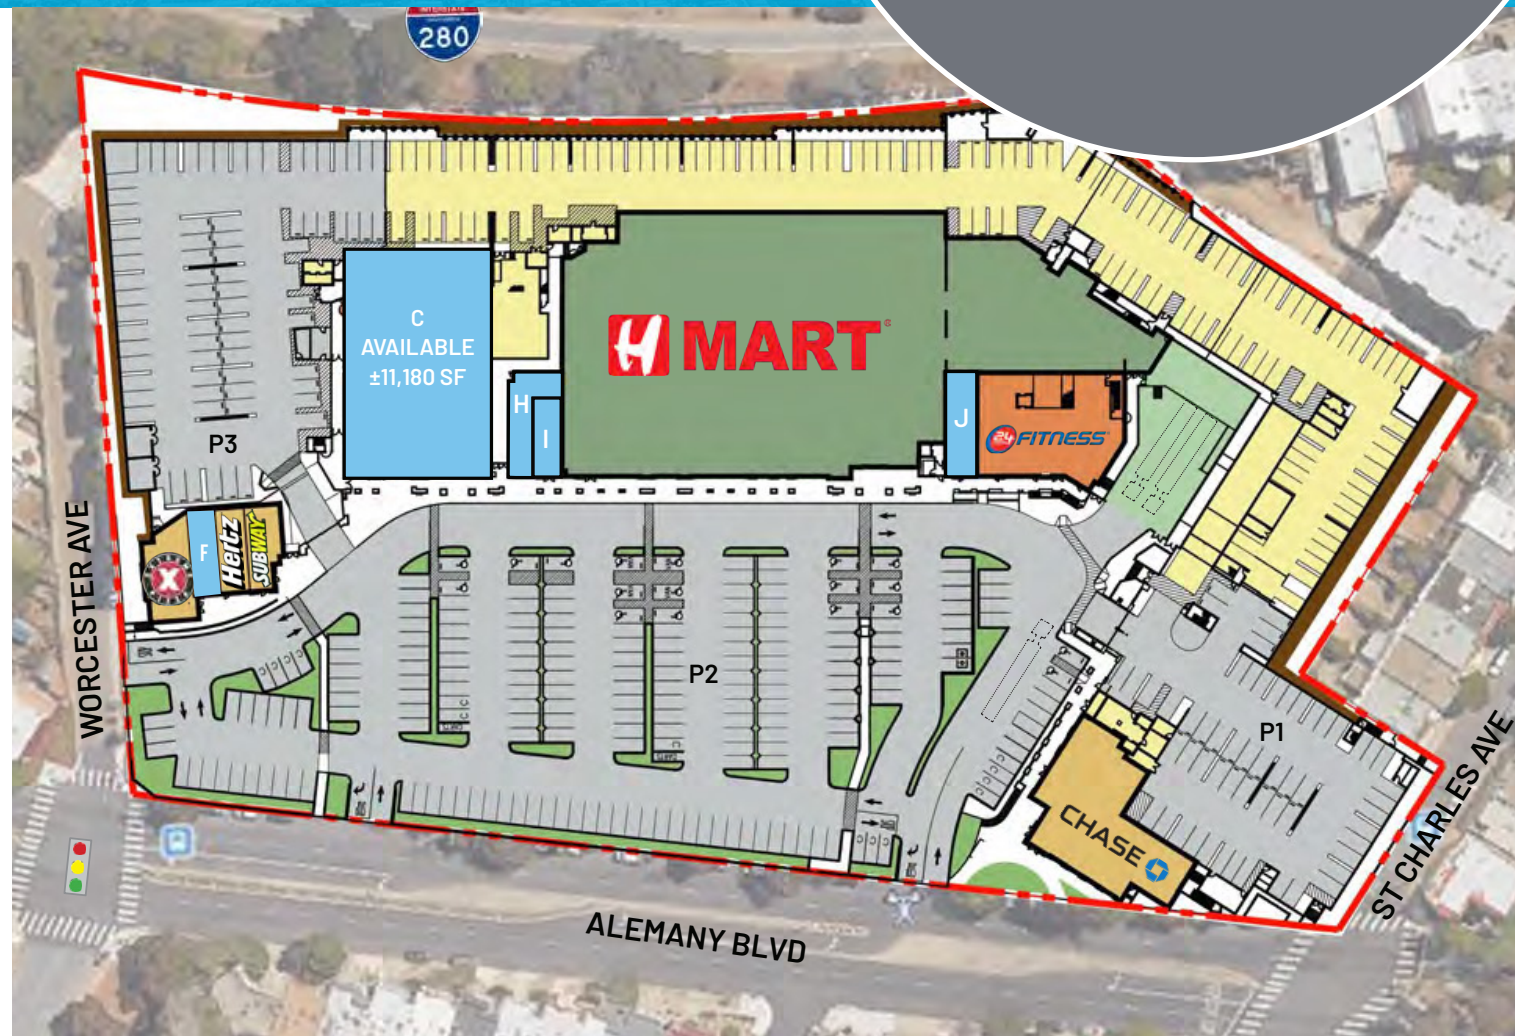 INTERSTATE
280
C
AVAILABLE
±11,180 SF
H MART
H
I
J
24 FITNESS
P3
F
Hertz
SUBWAY
X
WORCESTER AVE
P2
P1
CHASE
ST CHARLES AVE
ALEMANY BLVD